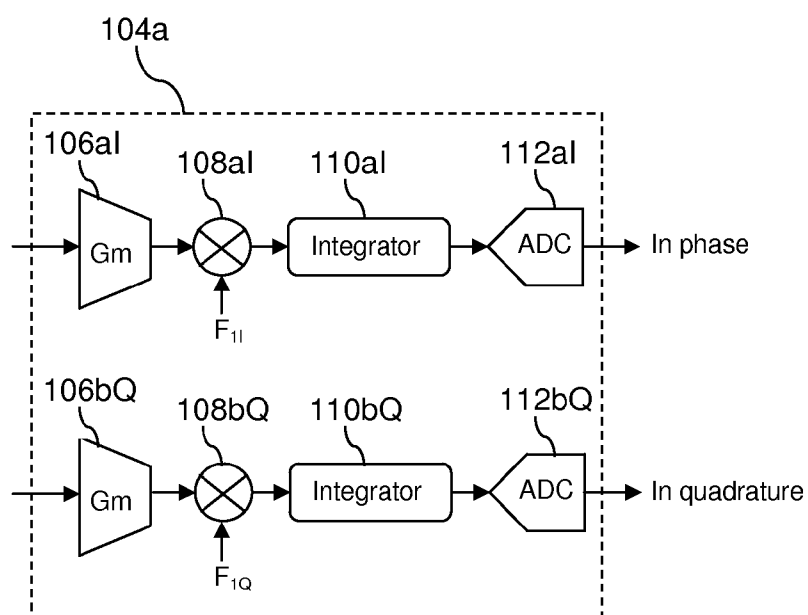 104a
106aI
108aI
110aI
112aI
Gm
Integrator
ADC
In phase
F1I
106bQ
108bQ
110bQ
112bQ
Gm
Integrator
ADC
In quadrature
F1Q